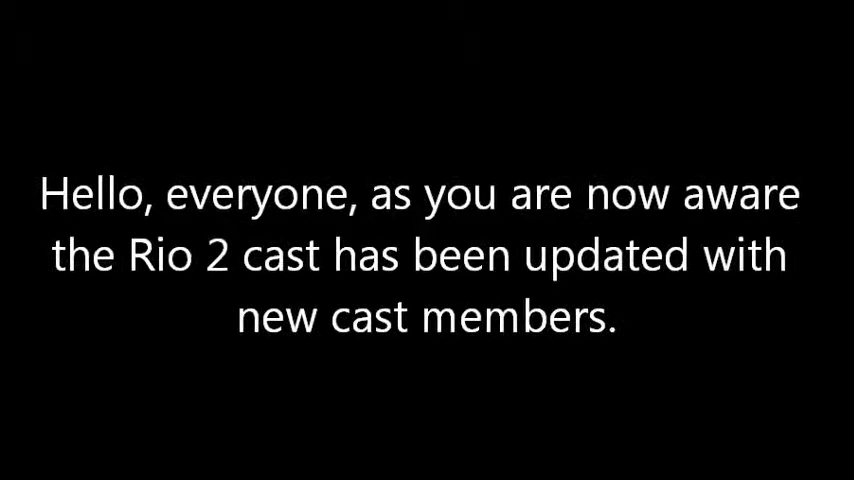 Hello, everyone, as you are now aware
the Rio 2 cast has been updated with
new cast members.